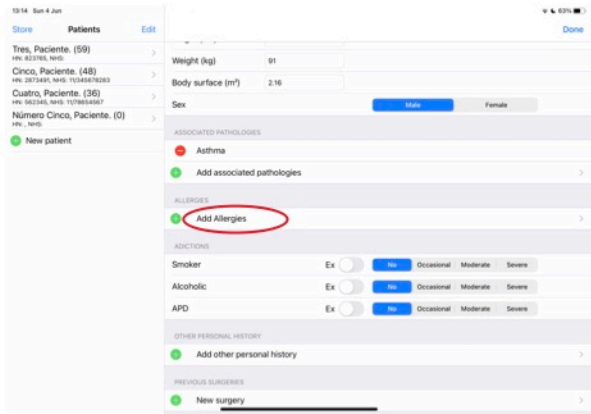 13:14 Sun 4 Jun
63%
Store Patients Edit
Done
Tres, Paciente. (59)
HN: 823765, NHS:
Cinco, Paciente. (48)
HN: 2873491, NHS: 11/345678283
Cuatro, Paciente. (36)
HN: 562345, NHS: 11/78654567
Número Cinco, Paciente. (0)
HN: , NHS:
New patient
Weight (kg) 91
Body surface (m²) 2.16
Sex Male Female
ASSOCIATED PATHOLOGIES
Asthma
Add associated pathologies
ALLERGIES
Add Allergies
ADICTIONS
Smoker Ex No Occasional Moderate Severe
Alcoholic Ex No Occasional Moderate Severe
APD Ex No Occasional Moderate Severe
OTHER PERSONAL HISTORY
Add other personal history
PREVIOUS SURGERIES
New surgery